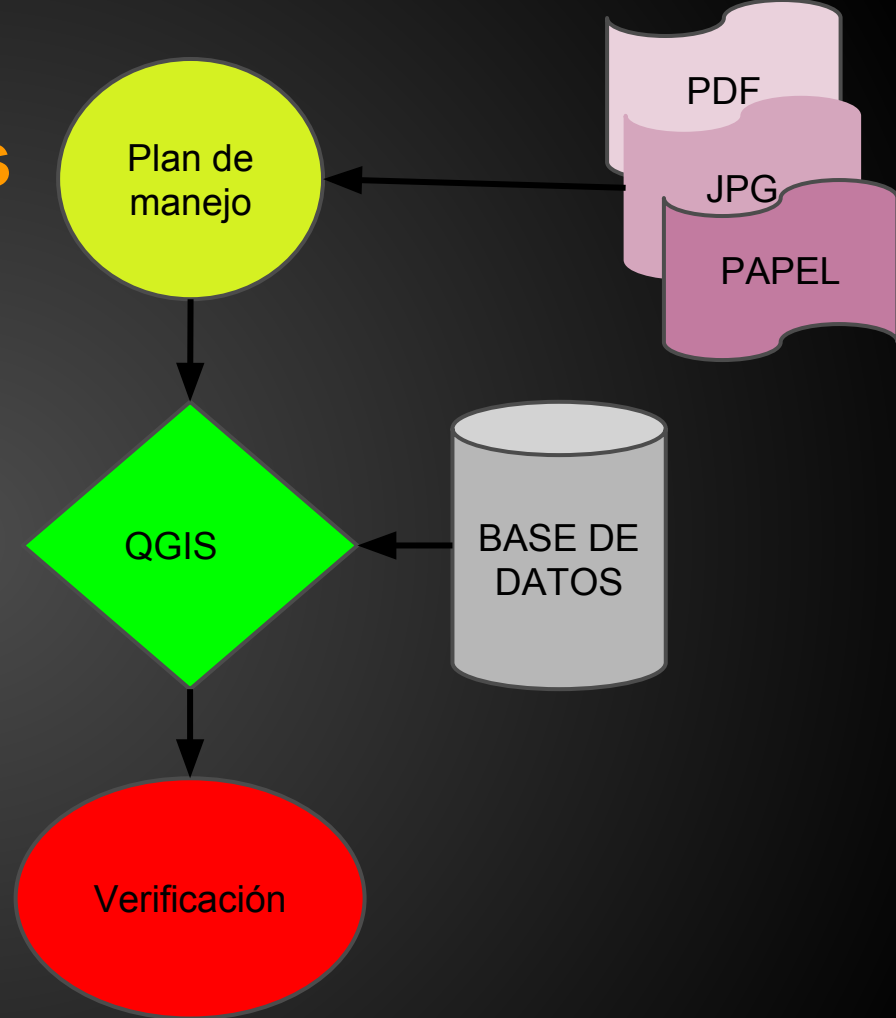 s
Plan de
manejo
PDF
JPG
PAPEL
QGIS
BASE DE
DATOS
Verificación